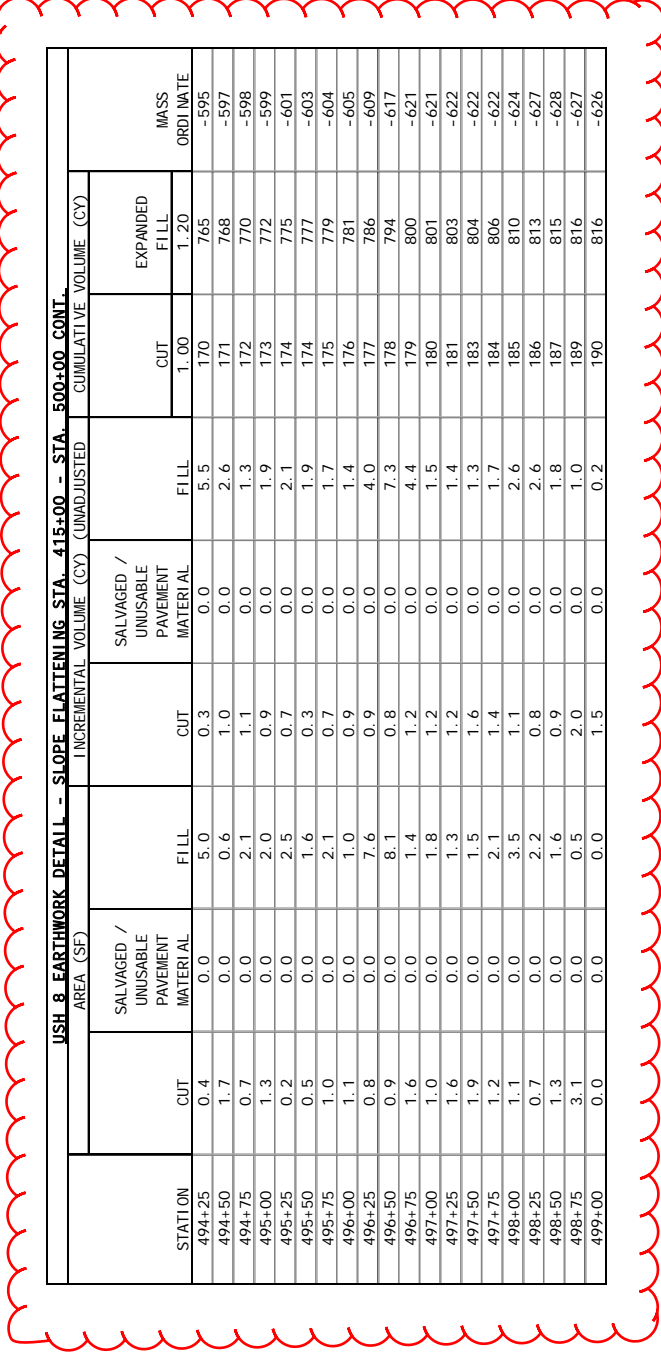 USH 8 EARTHWORK DETAIL - SLOPE FLATTENING STA. 415+00 - STA. 500+00 CONT.
AREA (SF) INCREMENTAL VOLUME (CY) (UNADJUSTED CUMULATIVE VOLUME (CY)
SALVAGED / SALVAGED /
UNUSABLE UNUSABLE EXPANDED
PAVEMENT PAVEMENT CUT FILL MASS
STATION CUT MATERIAL FILL CUT MATERIAL FILL 1.00 1.20 ORDINATE
494+25 0.4 0.0 5.0 0.3 0.0 5.5 170 765 -595
494+50 1.7 0.0 0.6 1.0 0.0 2.6 171 768 -597
494+75 0.7 0.0 2.1 1.1 0.0 1.3 172 770 -598
495+00 1.3 0.0 2.0 0.9 0.0 1.9 173 772 -599
495+25 0.2 0.0 2.5 0.7 0.0 2.1 174 775 -601
495+50 0.5 0.0 1.6 0.3 0.0 1.9 174 777 -603
495+75 1.0 0.0 2.1 0.7 0.0 1.7 175 779 -604
496+00 1.1 0.0 1.0 0.9 0.0 1.4 176 781 -605
496+25 0.8 0.0 7.6 0.9 0.0 4.0 177 786 -609
496+50 0.9 0.0 8.1 0.8 0.0 7.3 178 794 -617
496+75 1.6 0.0 1.4 1.2 0.0 4.4 179 800 -621
497+00 1.0 0.0 1.8 1.2 0.0 1.5 180 801 -621
497+25 1.6 0.0 1.3 1.2 0.0 1.4 181 803 -622
497+50 1.9 0.0 1.5 1.6 0.0 1.3 183 804 -622
497+75 1.2 0.0 2.1 1.4 0.0 1.7 184 806 -622
498+00 1.1 0.0 3.5 1.1 0.0 2.6 185 810 -624
498+25 0.7 0.0 2.2 0.8 0.0 2.6 186 813 -627
498+50 1.3 0.0 1.6 0.9 0.0 1.8 187 815 -628
498+75 3.1 0.0 0.5 2.0 0.0 1.0 189 816 -627
499+00 0.0 0.0 0.0 1.5 0.0 0.2 190 816 -626